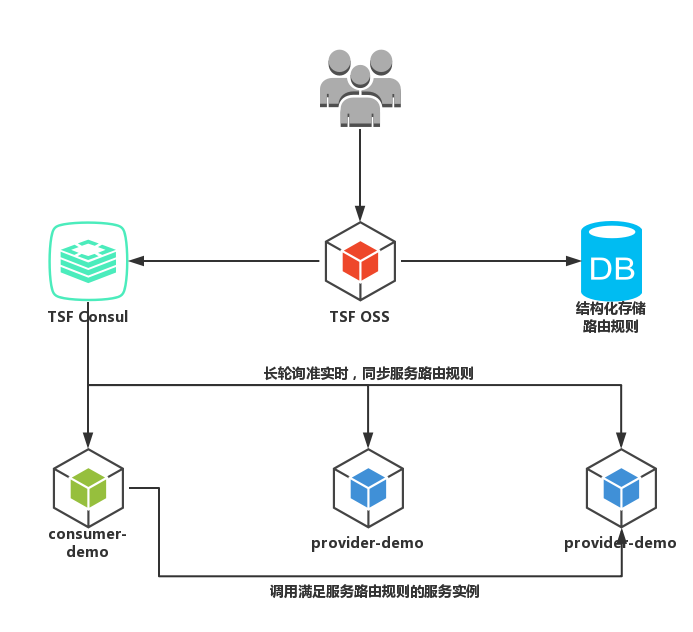 DB
TSF Consul
TSF OSS
结构化存储
路由规则
长轮询准实时，同步服务路由规则
consumer-
demo
provider-demo
provider-demo
调用满足服务路由规则的服务实例